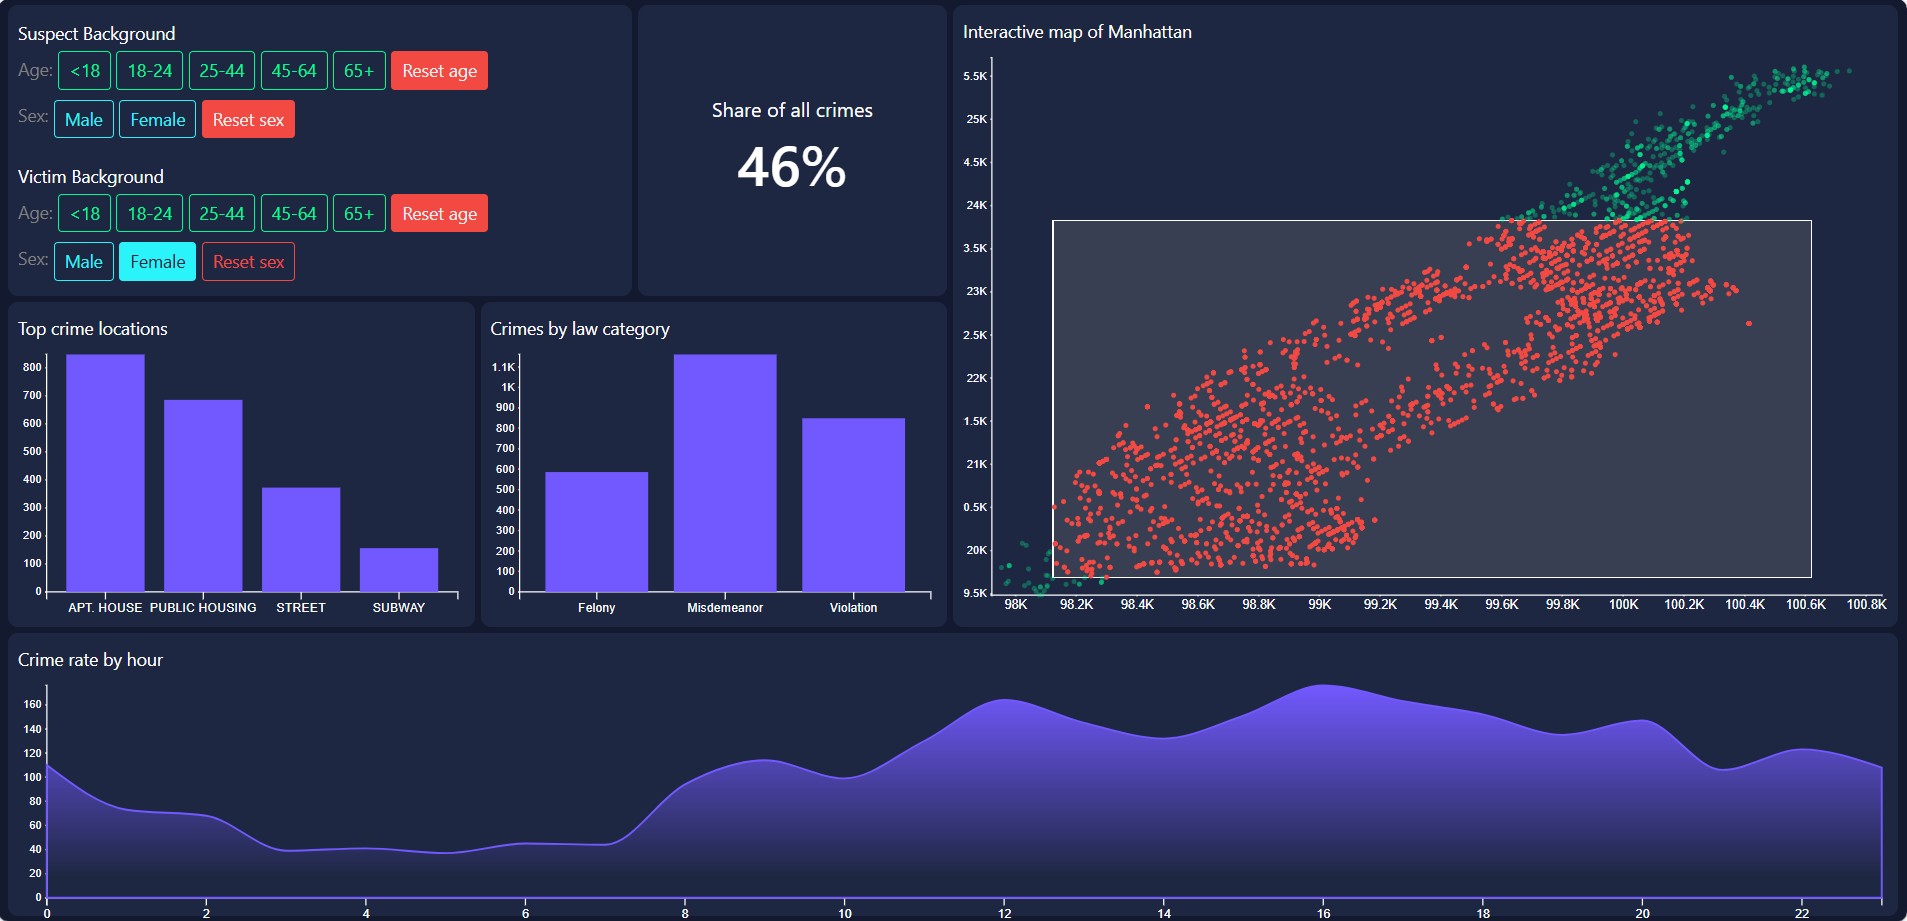 Suspect Background
Age: <18 18-24 25-44 45-64 65+ Reset age
Sex: Male Female Reset sex
Victim Background
Age: <18 18-24 25-44 45-64 65+ Reset age
Sex: Male Female Reset sex
Share of all crimes
46%
Interactive map of Manhattan
5.5K
25K
4.5K
24K
3.5K
23K
2.5K
22K
1.5K
21K
0.5K
20K
9.5K
98K 98.2K 98.4K 98.6K 98.8K 99K 99.2K 99.4K 99.6K 99.8K 100K 100.2K 100.4K 100.6K 100.8K
Top crime locations
800
700
600
500
400
300
200
100
0
APT. HOUSE PUBLIC HOUSING STREET SUBWAY
Crimes by law category
1.1K
1K
900
800
700
600
500
400
300
200
100
0
Felony Misdemeanor Violation
Crime rate by hour
160
140
120
100
80
60
40
20
0
0 2 4 6 8 10 12 14 16 18 20 22